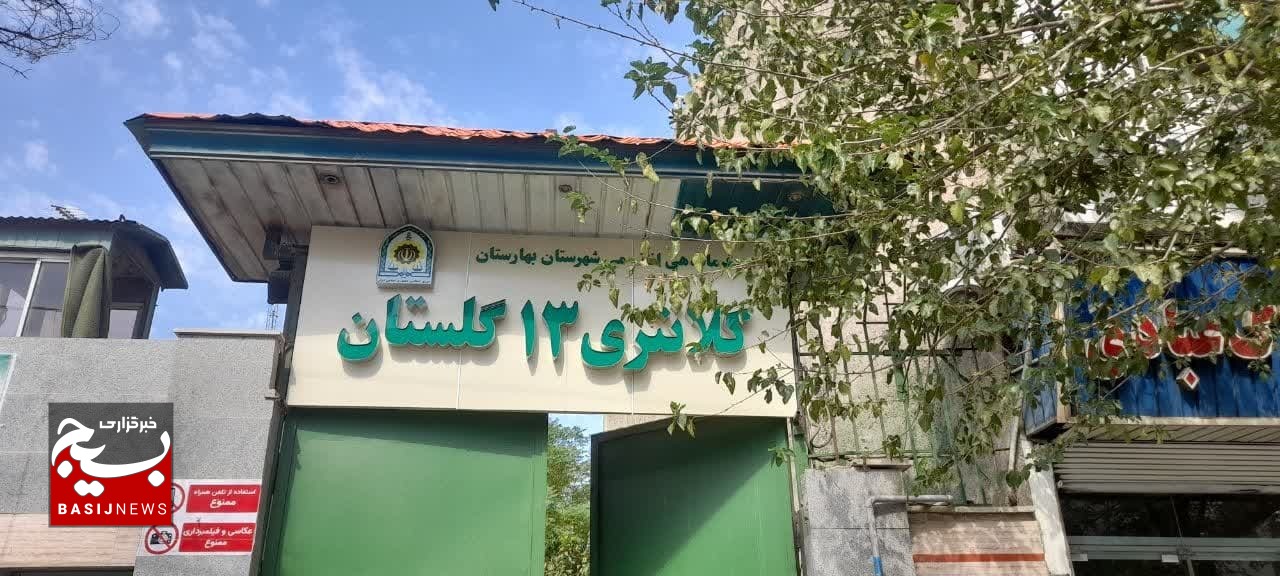 شهرستان بهارستان
کلانتری ۱۳ گلستان
خبرگزاری
بسیج
BASIJNEWS
استفاده از تلفن همراه
ممنوع
عکاسی و فیلمبرداری
ممنوع